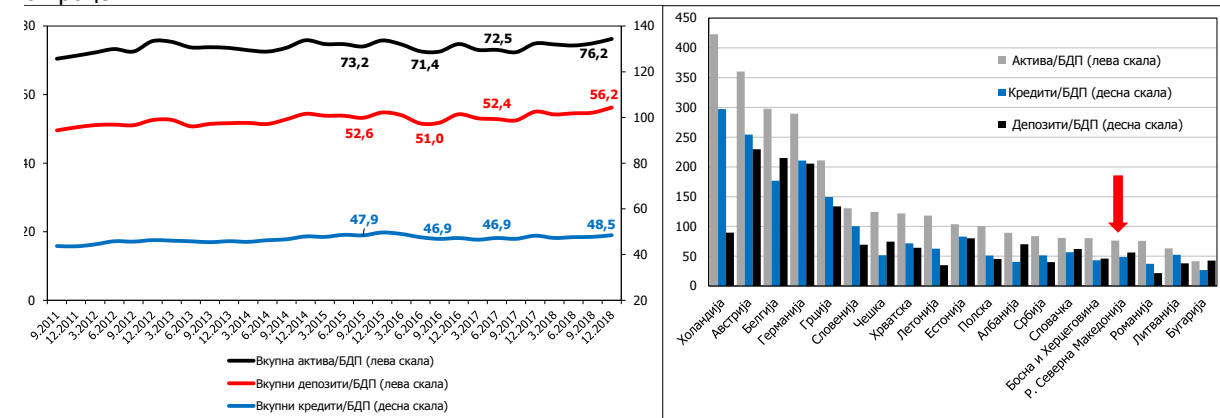 80
60
40
20
0
140
120
100
80
60
40
20
73,2
71,4
72,5
76,2
52,6
51,0
52,4
56,2
47,9
46,9
46,9
48,5
9.2011
12.2011
3.2012
6.2012
9.2012
12.2012
3.2013
6.2013
9.2013
12.2013
3.2014
6.2014
9.2014
12.2014
3.2015
6.2015
9.2015
12.2015
3.2016
6.2016
9.2016
12.2016
3.2017
6.2017
9.2017
12.2017
3.2018
6.2018
9.2018
12.2018
Вкупна актива/БДП (лева скала)
Вкупни депозити/БДП (лева скала)
Вкупни кредити/БДП (десна скала)
450
400
350
300
250
200
150
100
50
0
Актива/БДП (лева скала)
Кредити/БДП (десна скала)
Депозити/БДП (десна скала)
Холандија
Австрија
Белгија
Германија
Грција
Словенија
Чешка
Хрватска
Летонија
Естонија
Полска
Албанија
Србија
Словачка
Босна и Херцеговина
Р. Северна Македонија
Романија
Литванија
Бугарија